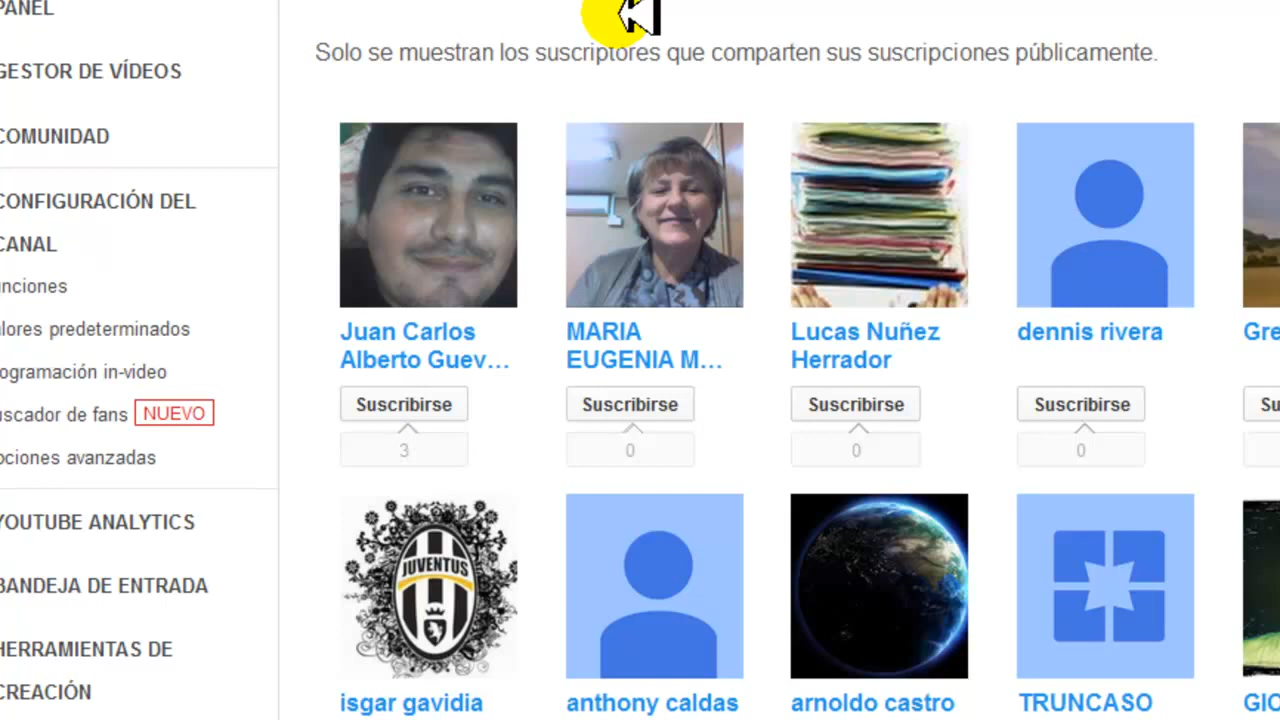 PANEL
GESTOR DE VÍDEOS
COMUNIDAD
CONFIGURACIÓN DEL
CANAL
nciones
lores predeterminados
ogramación in-video
scador de fans NUEVO
ciones avanzadas
YOUTUBE ANALYTICS
BANDEJA DE ENTRADA
HERRAMIENTAS DE
CREACIÓN
Solo se muestran los suscriptores que comparten sus suscripciones públicamente.
Juan Carlos
Alberto Guev...
Suscribirse
3
MARIA
EUGENIA M...
Suscribirse
0
Lucas Nuñez
Herrador
Suscribirse
0
dennis rivera
Suscribirse
0
Gre
Su
JUVENTUS
isgar gavidia
anthony caldas
arnoldo castro
TRUNCASO
GIO